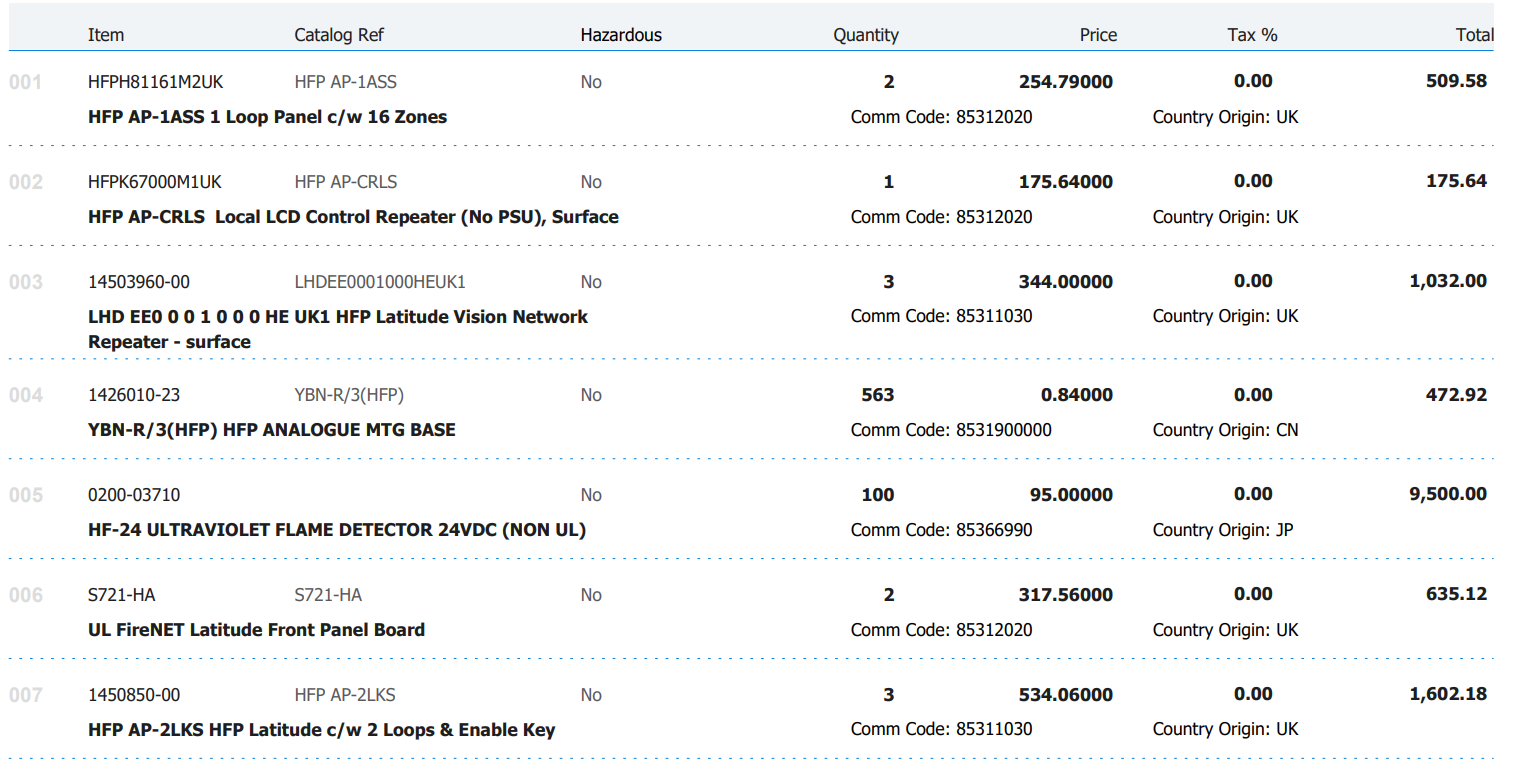 Item Catalog Ref Hazardous Quantity Price Tax % Total
001 HFPH81161M2UK HFP AP-1ASS No 2 254.79000 0.00 509.58
HFP AP-1ASS 1 Loop Panel c/w 16 Zones Comm Code: 85312020 Country Origin: UK
002 HFPK67000M1UK HFP AP-CRLS No 1 175.64000 0.00 175.64
HFP AP-CRLS Local LCD Control Repeater (No PSU), Surface Comm Code: 85312020 Country Origin: UK
003 14503960-00 LHDEE0001000HEUK1 No 3 344.00000 0.00 1,032.00
LHD EE0 0 0 1 0 0 0 HE UK1 HFP Latitude Vision Network Comm Code: 85311030 Country Origin: UK
Repeater - surface
004 1426010-23 YBN-R/3(HFP) No 563 0.84000 0.00 472.92
YBN-R/3(HFP) HFP ANALOGUE MTG BASE Comm Code: 8531900000 Country Origin: CN
005 0200-03710 No 100 95.00000 0.00 9,500.00
HF-24 ULTRAVIOLET FLAME DETECTOR 24VDC (NON UL) Comm Code: 85366990 Country Origin: JP
006 S721-HA S721-HA No 2 317.56000 0.00 635.12
UL FireNET Latitude Front Panel Board Comm Code: 85312020 Country Origin: UK
007 1450850-00 HFP AP-2LKS No 3 534.06000 0.00 1,602.18
HFP AP-2LKS HFP Latitude c/w 2 Loops & Enable Key Comm Code: 85311030 Country Origin: UK